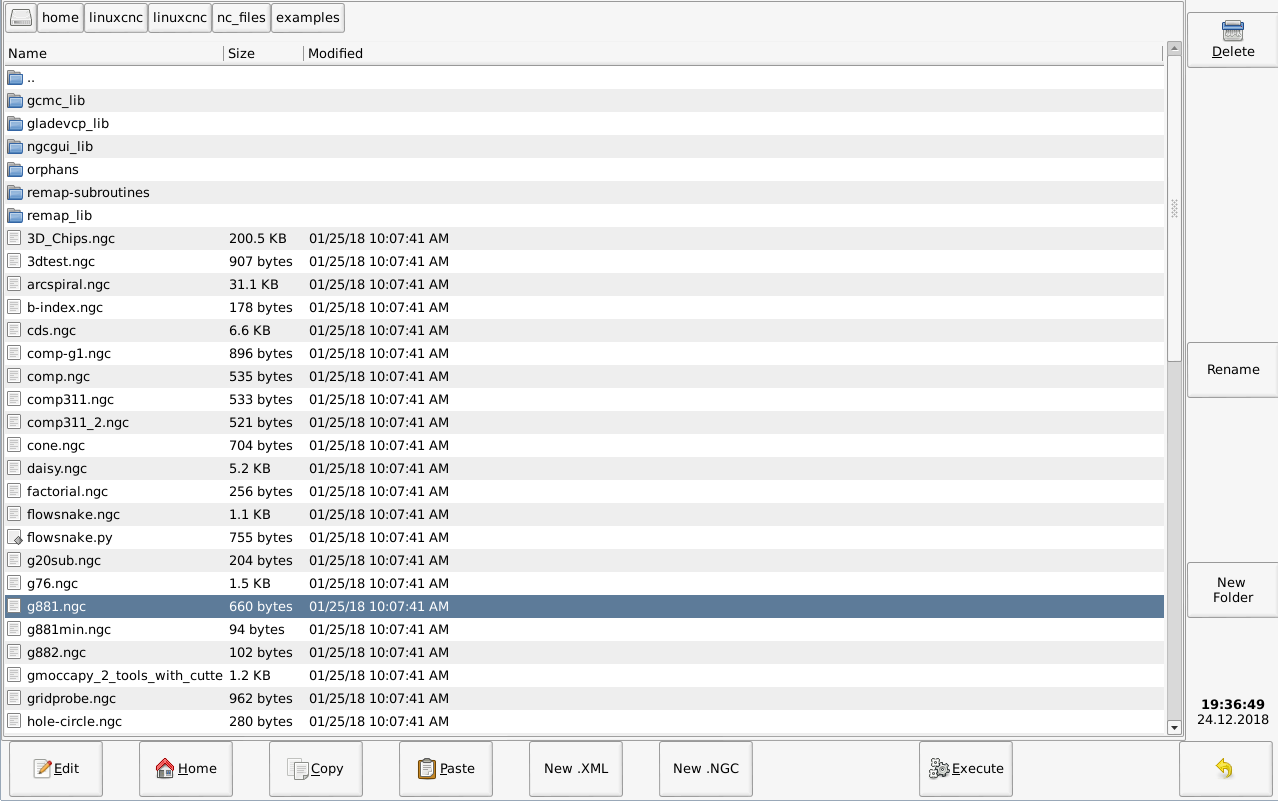 home linuxcnc linuxcnc nc_files examples
Name Size Modified
..
gcmc_lib
gladevcp_lib
ngcgui_lib
orphans
remap-subroutines
remap_lib
3D_Chips.ngc 200.5 KB 01/25/18 10:07:41 AM
3dtest.ngc 907 bytes 01/25/18 10:07:41 AM
arcspiral.ngc 31.1 KB 01/25/18 10:07:41 AM
b-index.ngc 178 bytes 01/25/18 10:07:41 AM
cds.ngc 6.6 KB 01/25/18 10:07:41 AM
comp-g1.ngc 896 bytes 01/25/18 10:07:41 AM
comp.ngc 535 bytes 01/25/18 10:07:41 AM
comp311.ngc 533 bytes 01/25/18 10:07:41 AM
comp311_2.ngc 521 bytes 01/25/18 10:07:41 AM
cone.ngc 704 bytes 01/25/18 10:07:41 AM
daisy.ngc 5.2 KB 01/25/18 10:07:41 AM
factorial.ngc 256 bytes 01/25/18 10:07:41 AM
flowsnake.ngc 1.1 KB 01/25/18 10:07:41 AM
flowsnake.py 755 bytes 01/25/18 10:07:41 AM
g20sub.ngc 204 bytes 01/25/18 10:07:41 AM
g76.ngc 1.5 KB 01/25/18 10:07:41 AM
g881.ngc 660 bytes 01/25/18 10:07:41 AM
g881min.ngc 94 bytes 01/25/18 10:07:41 AM
g882.ngc 102 bytes 01/25/18 10:07:41 AM
gmoccapy_2_tools_with_cutte 1.2 KB 01/25/18 10:07:41 AM
gridprobe.ngc 962 bytes 01/25/18 10:07:41 AM
hole-circle.ngc 280 bytes 01/25/18 10:07:41 AM
Delete
Rename
New
Folder
19:36:49
24.12.2018
Edit Home Copy Paste New .XML New .NGC Execute